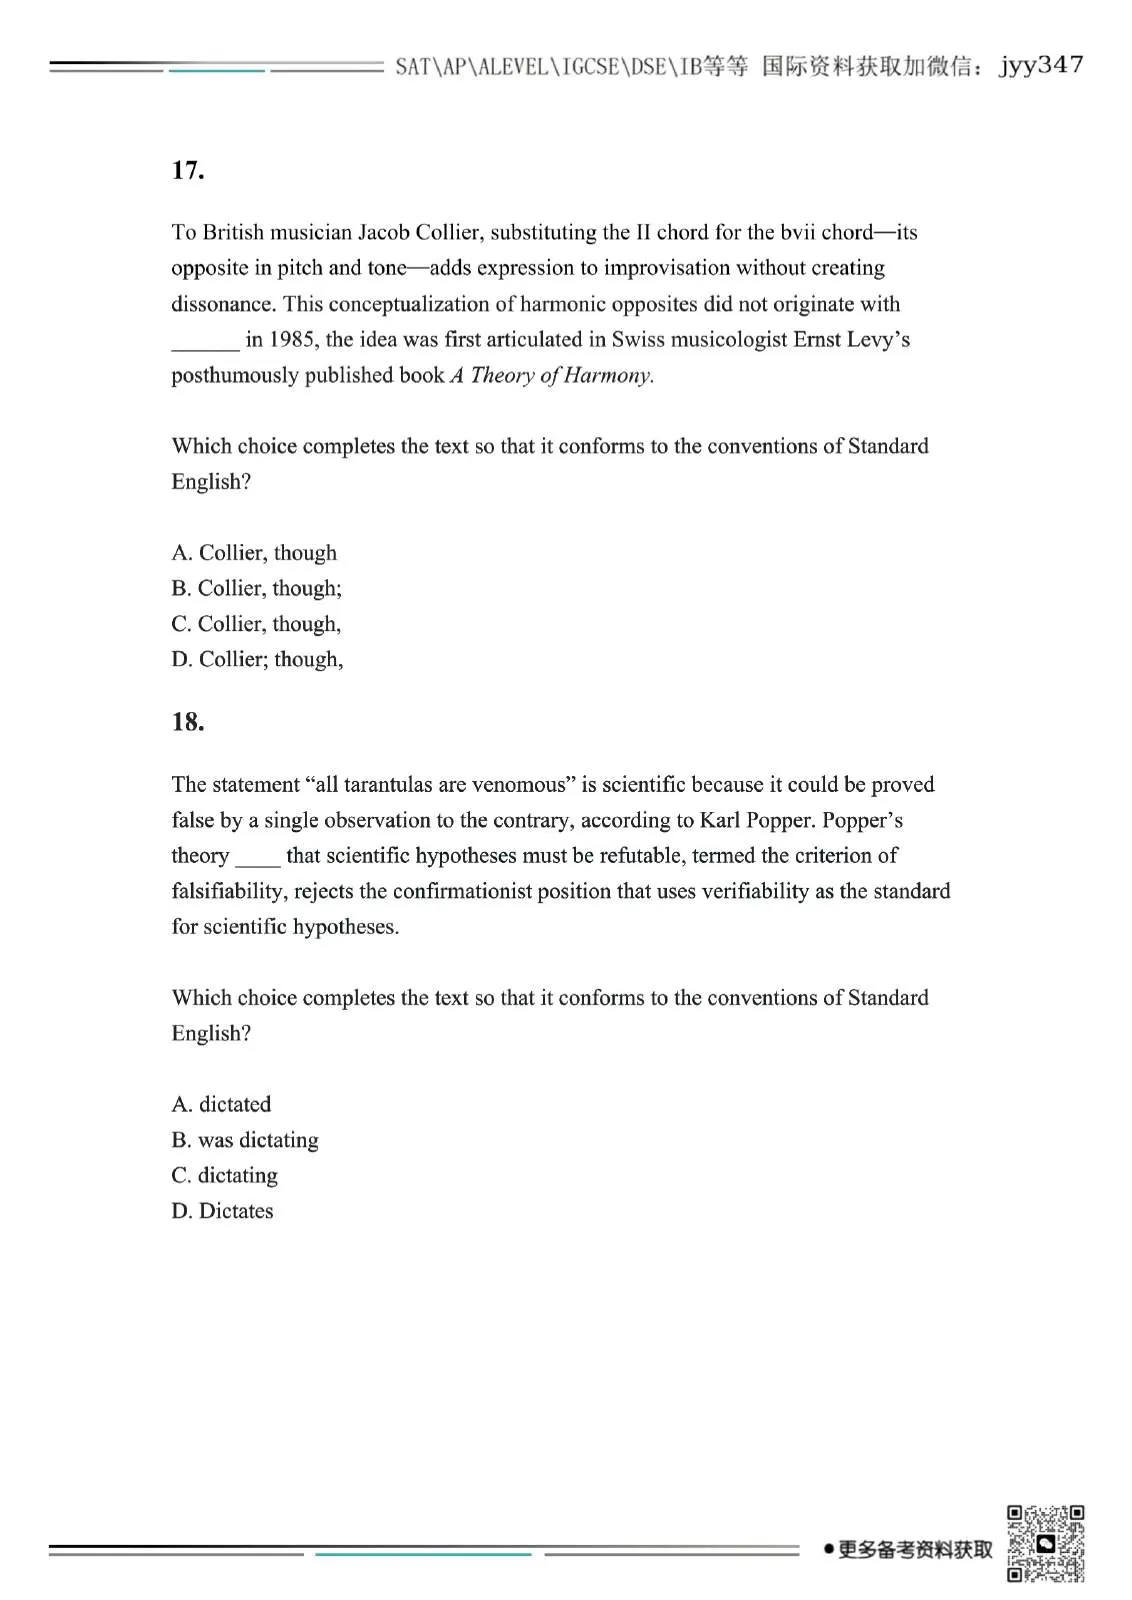 SAT\AP\ALEVEL\IGCSE\DSE\IB等等 国际资料获取加微信：jyy347
17.
To British musician Jacob Collier, substituting the II chord for the bvii chord—its
opposite in pitch and tone—adds expression to improvisation without creating
dissonance. This conceptualization of harmonic opposites did not originate with
______ in 1985, the idea was first articulated in Swiss musicologist Ernst Levy’s
posthumously published book A Theory of Harmony.
Which choice completes the text so that it conforms to the conventions of Standard
English?
A. Collier, though
B. Collier, though;
C. Collier, though,
D. Collier; though,
18.
The statement “all tarantulas are venomous” is scientific because it could be proved
false by a single observation to the contrary, according to Karl Popper. Popper’s
theory ____ that scientific hypotheses must be refutable, termed the criterion of
falsifiability, rejects the confirmationist position that uses verifiability as the standard
for scientific hypotheses.
Which choice completes the text so that it conforms to the conventions of Standard
English?
A. dictated
B. was dictating
C. dictating
D. Dictates
●更多备考资料获取